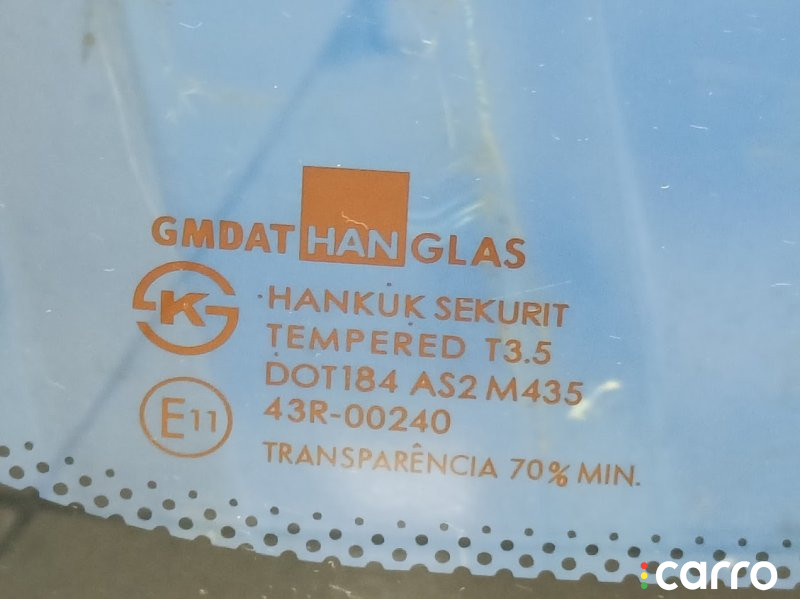 GMDAT HAN GLAS
K
HANKUK SEKURIT
TEMPERED T3.5
DOT184 AS2 M435
E11
43R-00240
TRANSPARÊNCIA 70% MIN.
carro